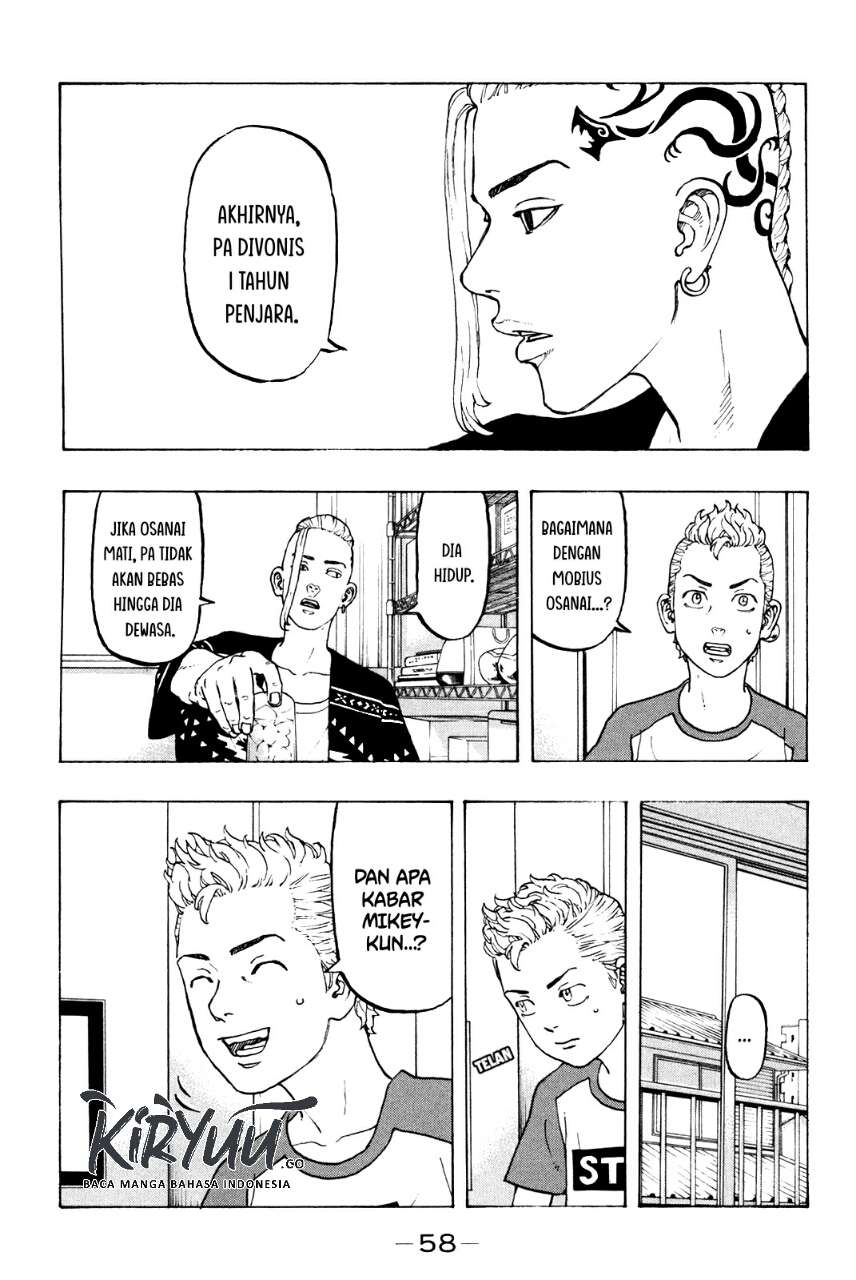 AKHIRNYA,
PA DIVONIS
1 TAHUN
PENJARA.
BAGAIMANA
DENGAN
MOBIUS
OSANAI...?
DIA
HIDUP.
JIKA OSANAI
MATI, PA TIDAK
AKAN BEBAS
HINGGA DIA
DEWASA.
...
TELAN
ST
DAN APA
KABAR
MIKEY-
KUN...?
KIRYUU
.GO
BACA MANGA BAHASA INDONESIA
—58—